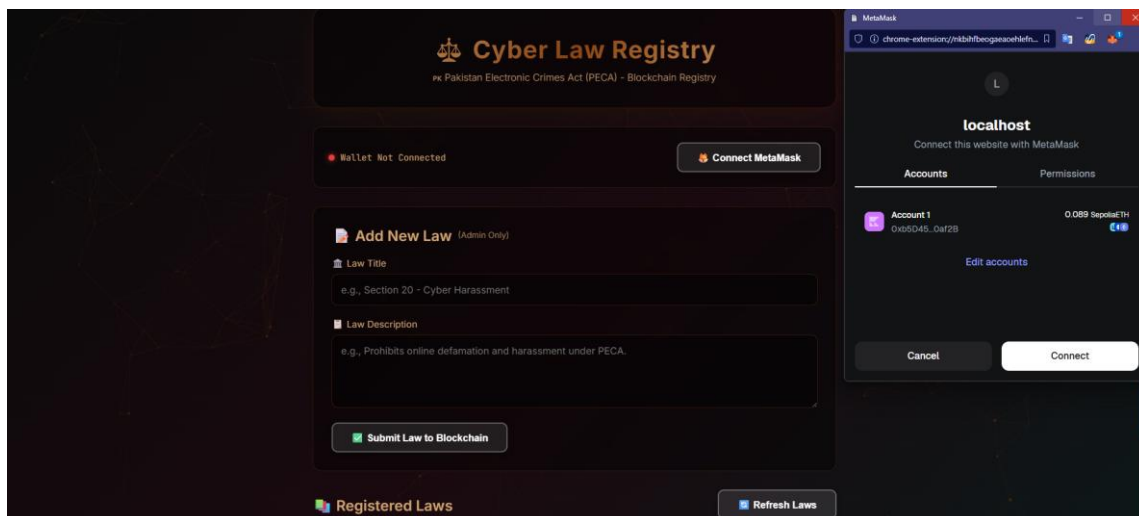 Cyber Law Registry
PK Pakistan Electronic Crimes Act (PECA) - Blockchain Registry
Wallet Not Connected
Connect MetaMask
Add New Law (Admin Only)
Law Title
e.g., Section 20 - Cyber Harassment
Law Description
e.g., Prohibits online defamation and harassment under PECA.
Submit Law to Blockchain
Registered Laws
Refresh Laws
MetaMask
L
localhost
Connect this website with MetaMask
Accounts
Permissions
Account 1
0.089 SepoliaETH
0xb5D45...0af2B
Edit accounts
Cancel
Connect